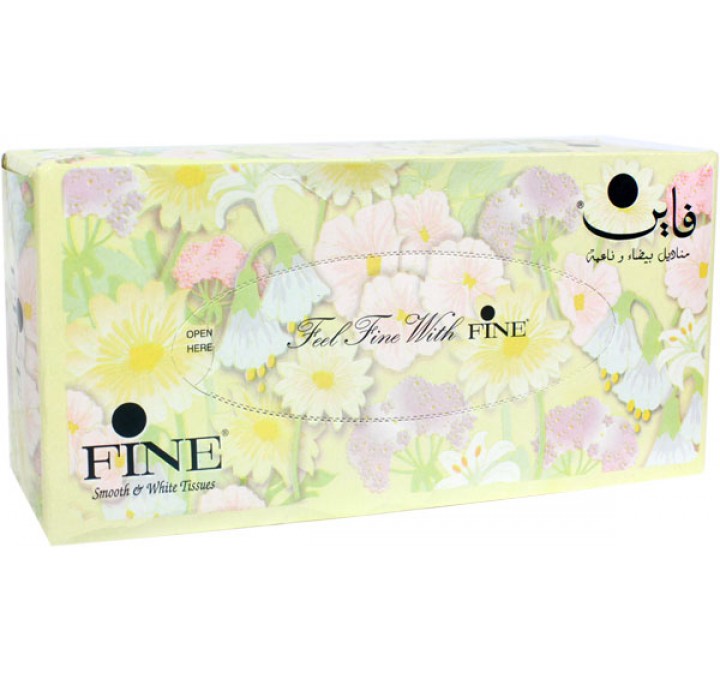 فاين®
مناديل بيضاء و ناعمة
OPEN
HERE
Feel Fine With FINE®
FINE®
Smooth & White Tissues